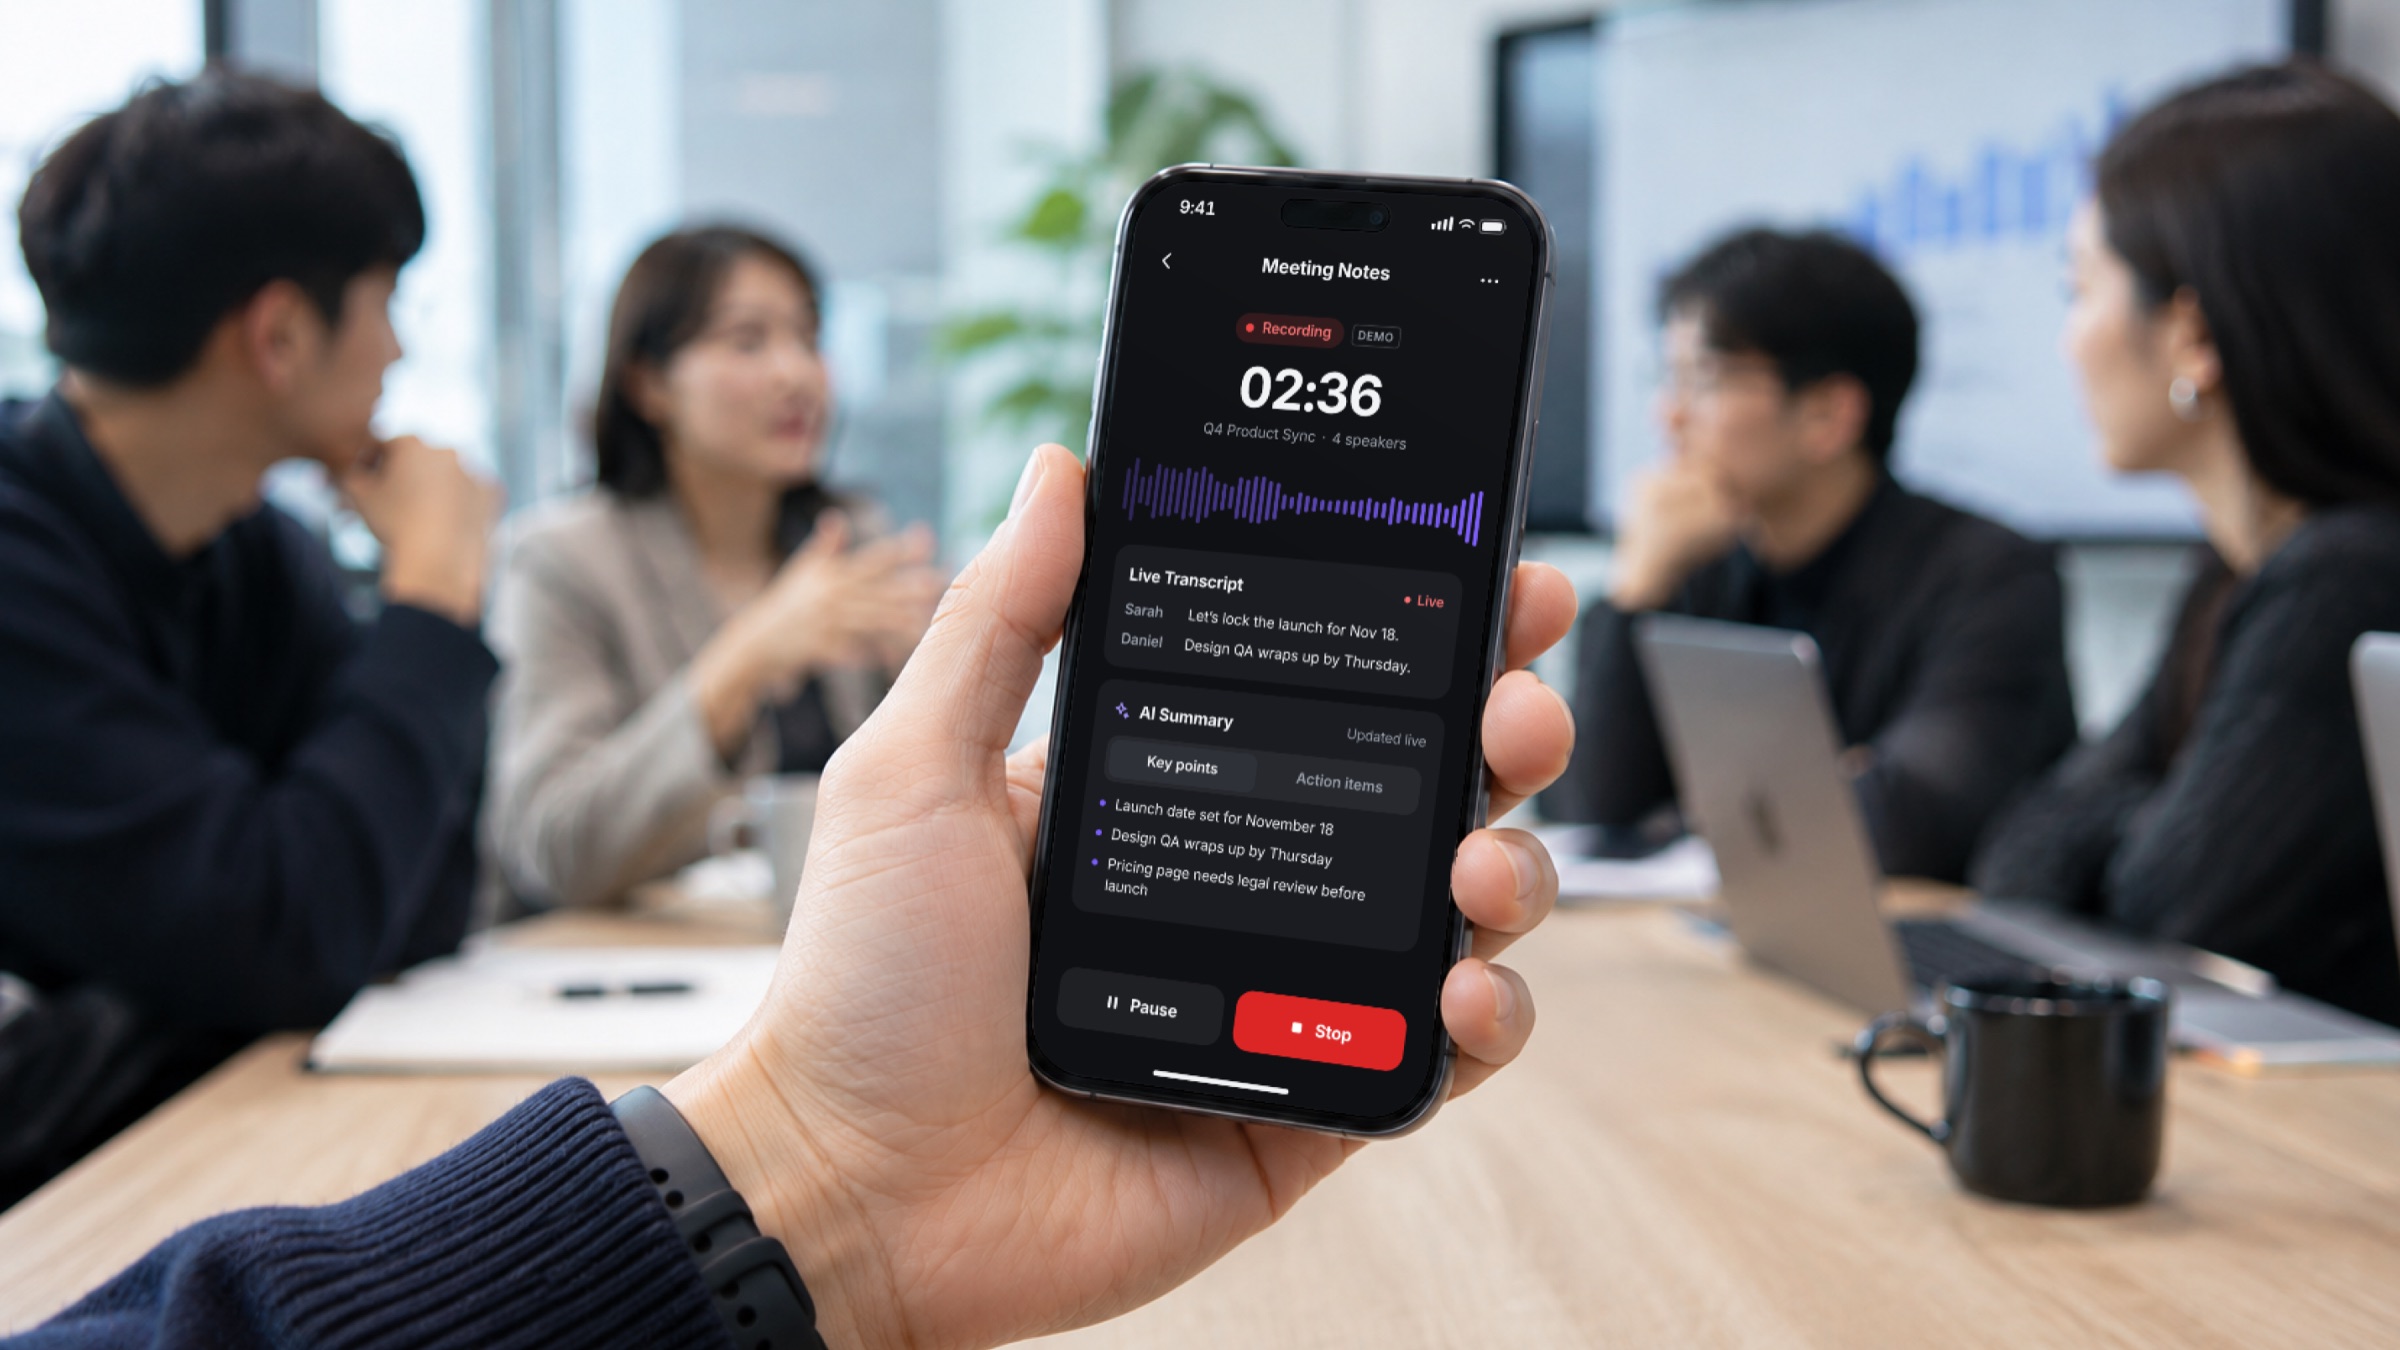 9:41
Meeting Notes
...
Recording DEMO
02:36
Q4 Product Sync · 4 speakers
Live Transcript • Live
Sarah Let's lock the launch for Nov 18.
Daniel Design QA wraps up by Thursday.
AI Summary Updated live
Key points Action items
• Launch date set for November 18
• Design QA wraps up by Thursday
• Pricing page needs legal review before
launch
Pause Stop